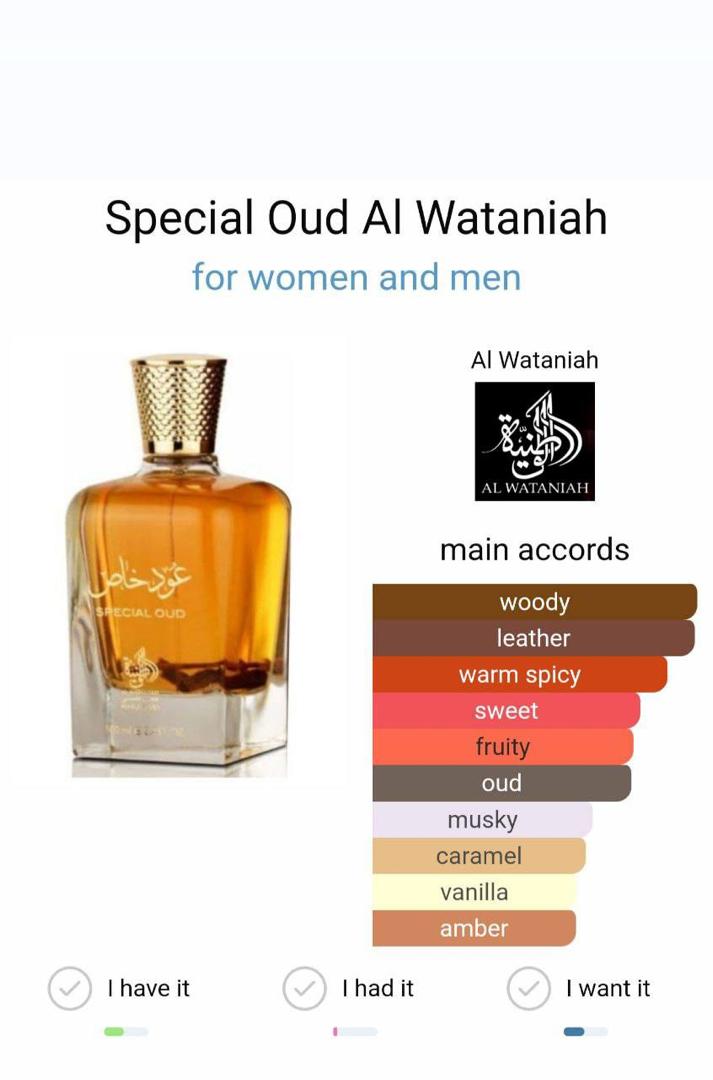 Special Oud Al Wataniah
for women and men
Al Wataniah
الوطنية
AL WATANIAH
main accords
woody
leather
warm spicy
sweet
fruity
oud
musky
caramel
vanilla
amber
عود خاص
SPECIAL OUD
I have it
I had it
I want it